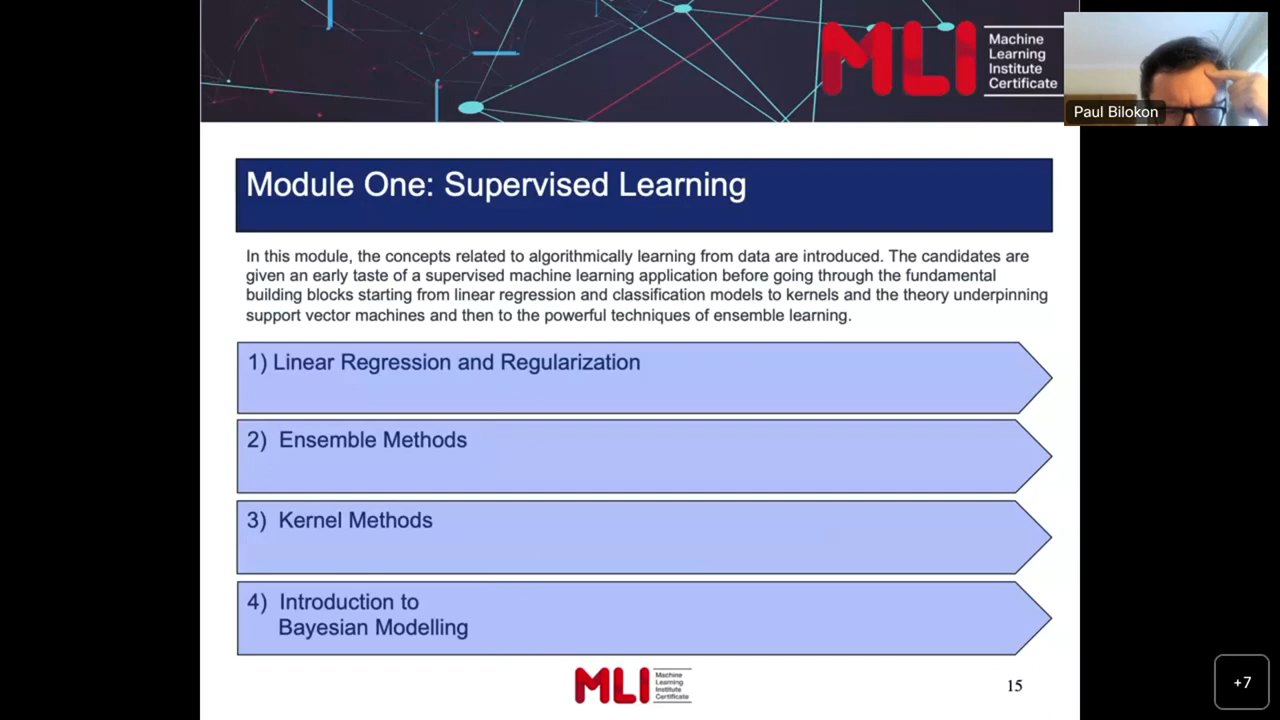 MLI
Machine
Learning
Institute
Certificate
Paul Bilokon
Module One: Supervised Learning
In this module, the concepts related to algorithmically learning from data are introduced. The candidates are
given an early taste of a supervised machine learning application before going through the fundamental
building blocks starting from linear regression and classification models to kernels and the theory underpinning
support vector machines and then to the powerful techniques of ensemble learning.
1) Linear Regression and Regularization
2) Ensemble Methods
3) Kernel Methods
4) Introduction to
Bayesian Modelling
MLI
Machine
Learning
Institute
Certificate
15
+7